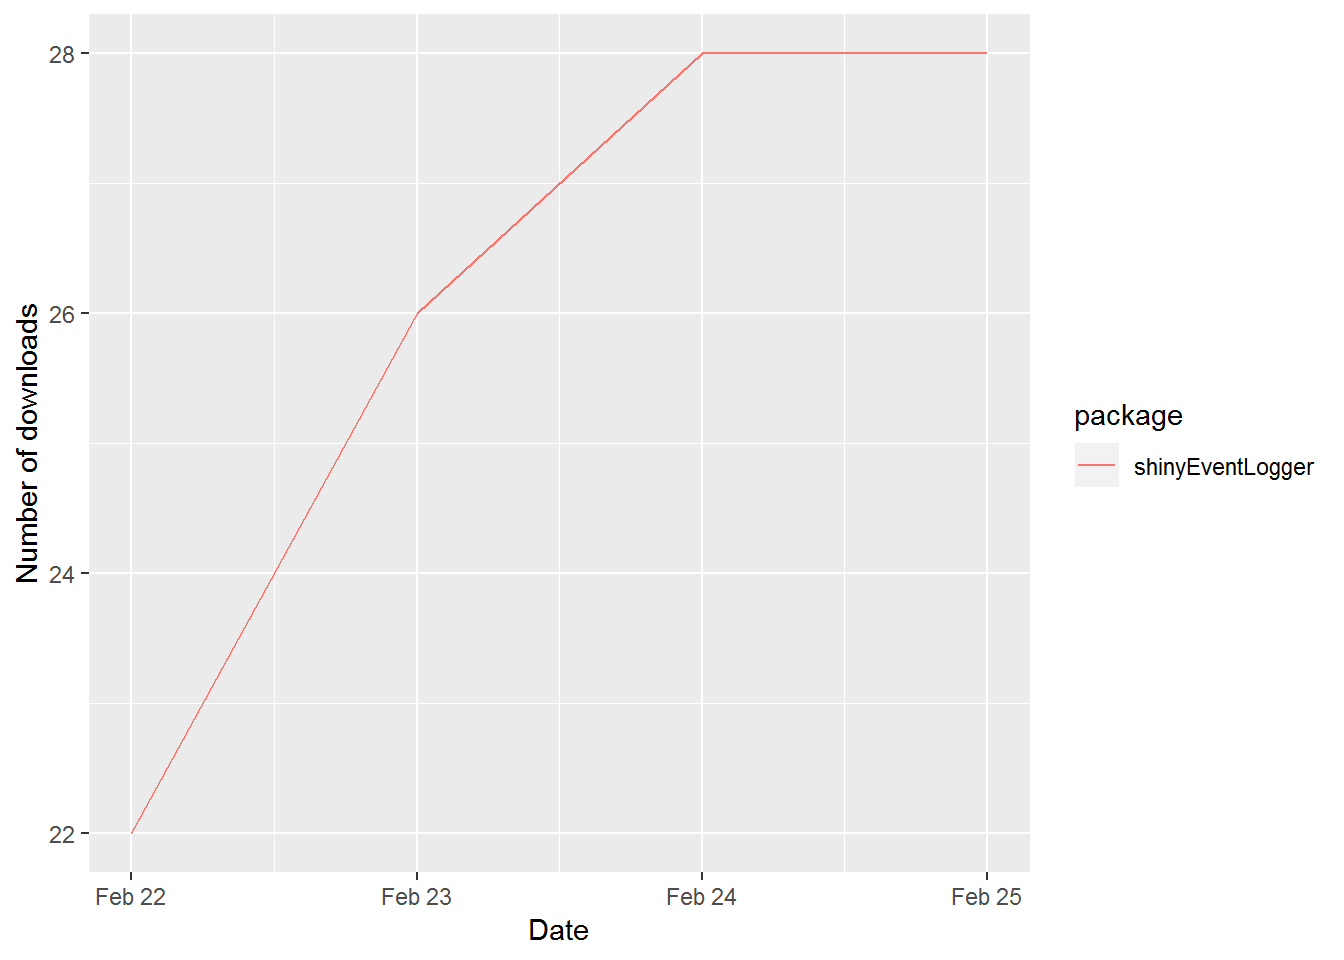 28
26
24
22
Number of downloads
Feb 22
Feb 23
Feb 24
Feb 25
Date
package
shinyEventLogger